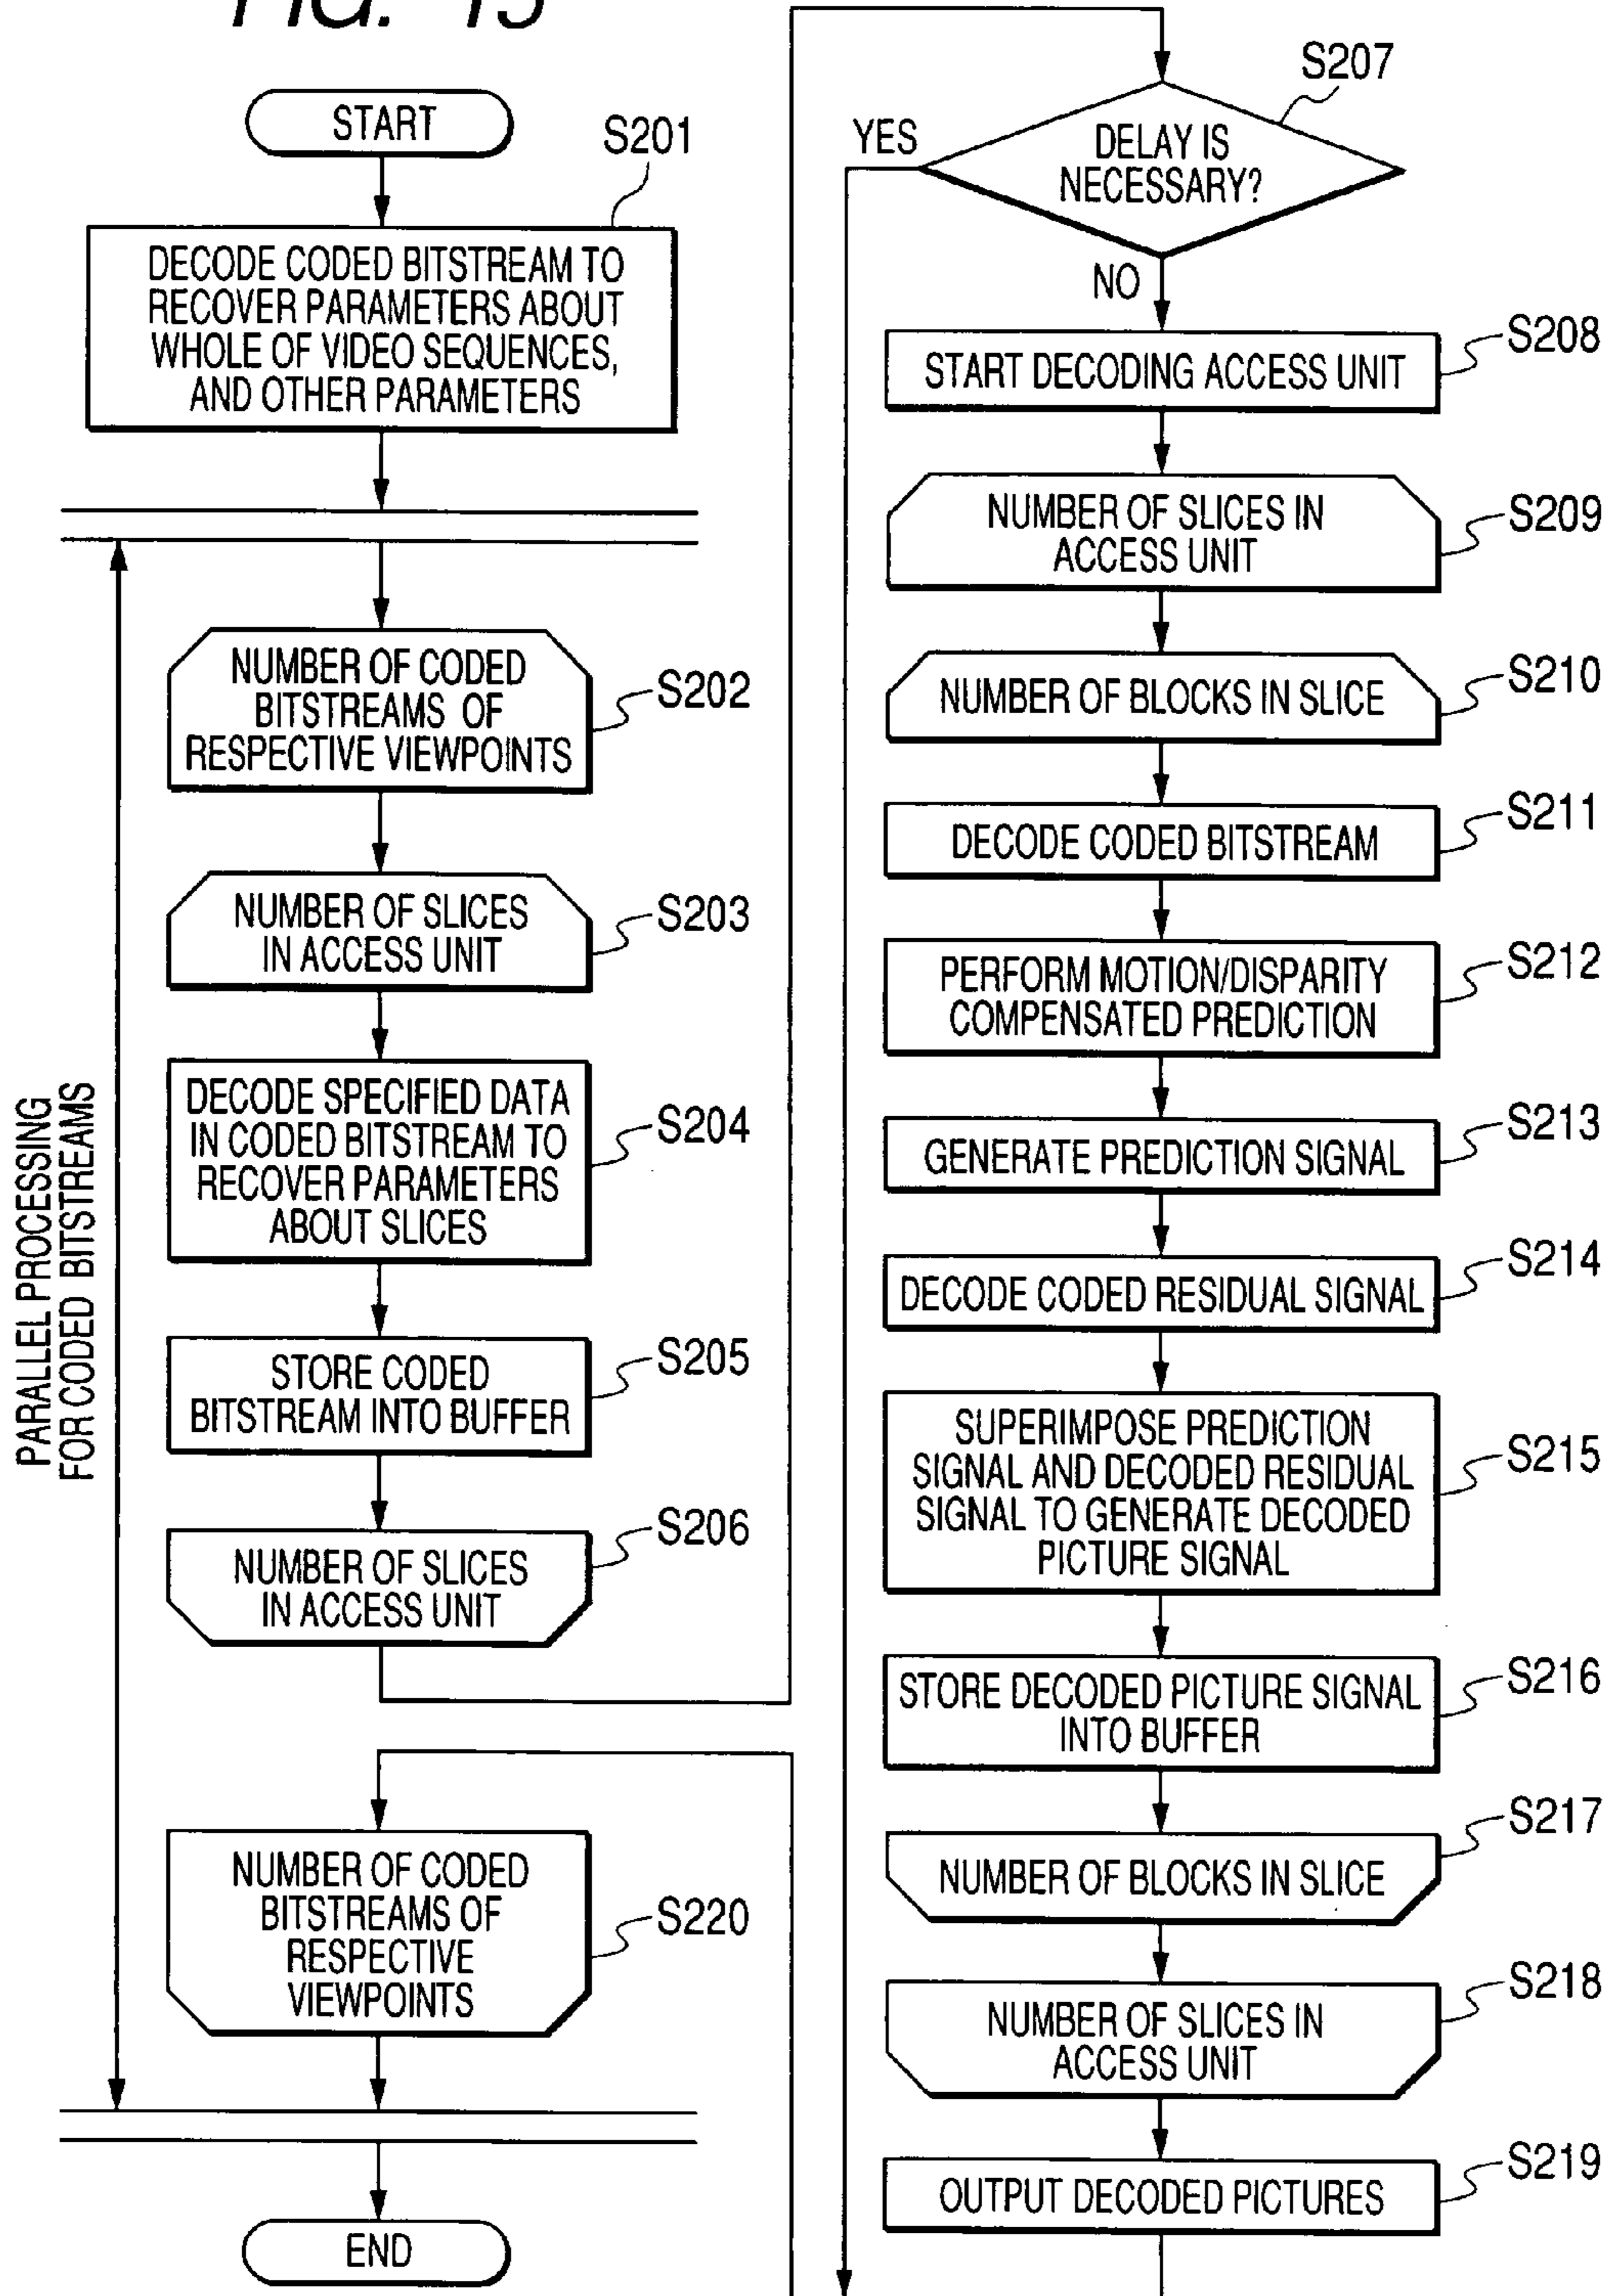 FIG. 15
START
S201
DECODE CODED BITSTREAM TO
RECOVER PARAMETERS ABOUT
WHOLE OF VIDEO SEQUENCES,
AND OTHER PARAMETERS
PARALLEL PROCESSING
FOR CODED BITSTREAMS
NUMBER OF CODED
BITSTREAMS OF
RESPECTIVE VIEWPOINTS
S202
NUMBER OF SLICES
IN ACCESS UNIT
S203
DECODE SPECIFIED DATA
IN CODED BITSTREAM TO
RECOVER PARAMETERS
ABOUT SLICES
S204
STORE CODED
BITSTREAM INTO BUFFER
S205
NUMBER OF SLICES
IN ACCESS UNIT
S206
NUMBER OF CODED
BITSTREAMS OF
RESPECTIVE
VIEWPOINTS
S220
END
S207
YES
DELAY IS
NECESSARY?
NO
START DECODING ACCESS UNIT
S208
NUMBER OF SLICES IN
ACCESS UNIT
S209
NUMBER OF BLOCKS IN SLICE
S210
DECODE CODED BITSTREAM
S211
PERFORM MOTION/DISPARITY
COMPENSATED PREDICTION
S212
GENERATE PREDICTION SIGNAL
S213
DECODE CODED RESIDUAL SIGNAL
S214
SUPERIMPOSE PREDICTION
SIGNAL AND DECODED RESIDUAL
SIGNAL TO GENERATE DECODED
PICTURE SIGNAL
S215
STORE DECODED PICTURE SIGNAL
INTO BUFFER
S216
NUMBER OF BLOCKS IN SLICE
S217
NUMBER OF SLICES IN
ACCESS UNIT
S218
OUTPUT DECODED PICTURES
S219